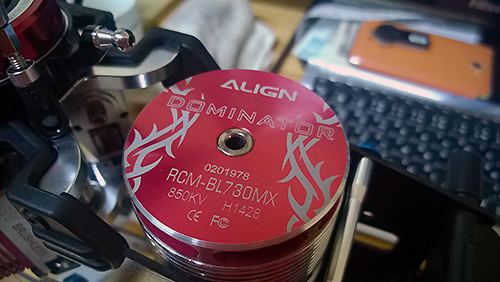 ALIGN
DOMINATOR
0201978
RCM-BL730MX
850KV H1428
CE FC